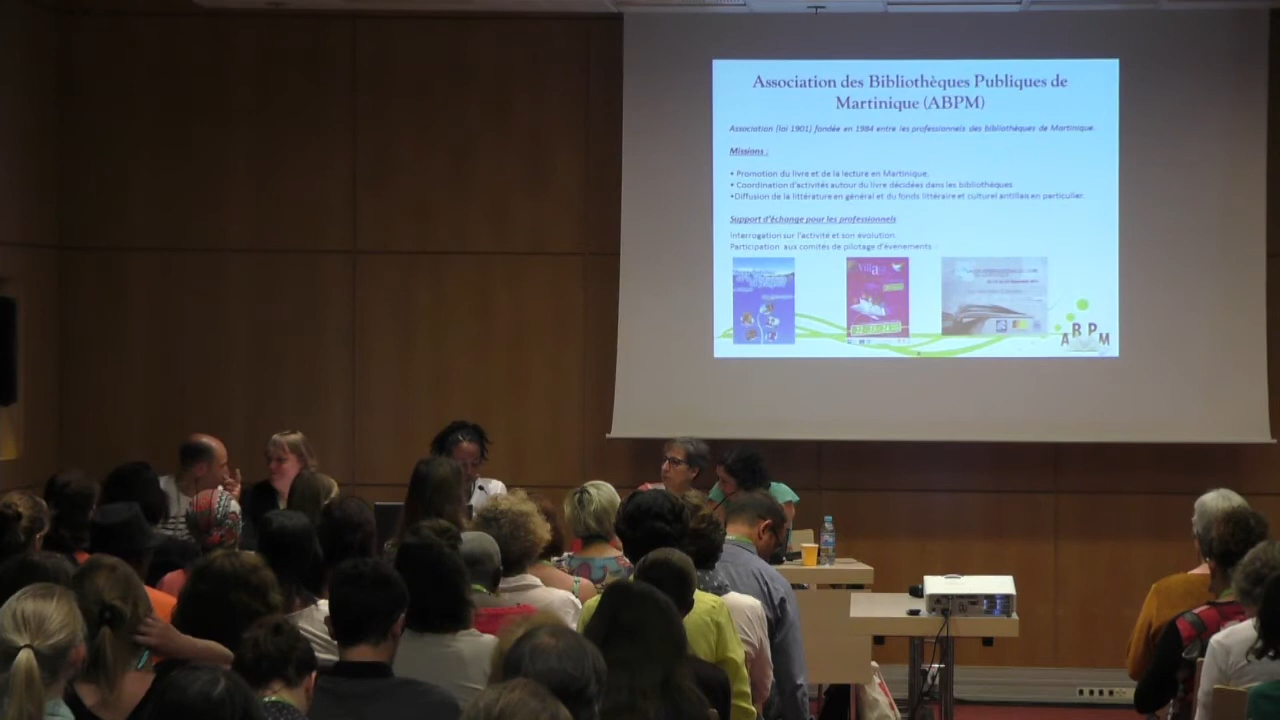 Association des Bibliothèques Publiques de
Martinique (ABPM)
Association (loi 1901) fondée en 1984 entre les professionnels des bibliothèques de Martinique.
Missions :
• Promotion du livre et de la lecture en Martinique.
• Coordination d'activités autour du livre décidées dans les bibliothèques
•Diffusion de la littérature en général et du fonds littéraire et culturel antillais en particulier
Support d'échange pour les professionnels
Interrogation sur l'activité et son évolution.
Participation aux comités de pilotage d'évènements :
ABPM